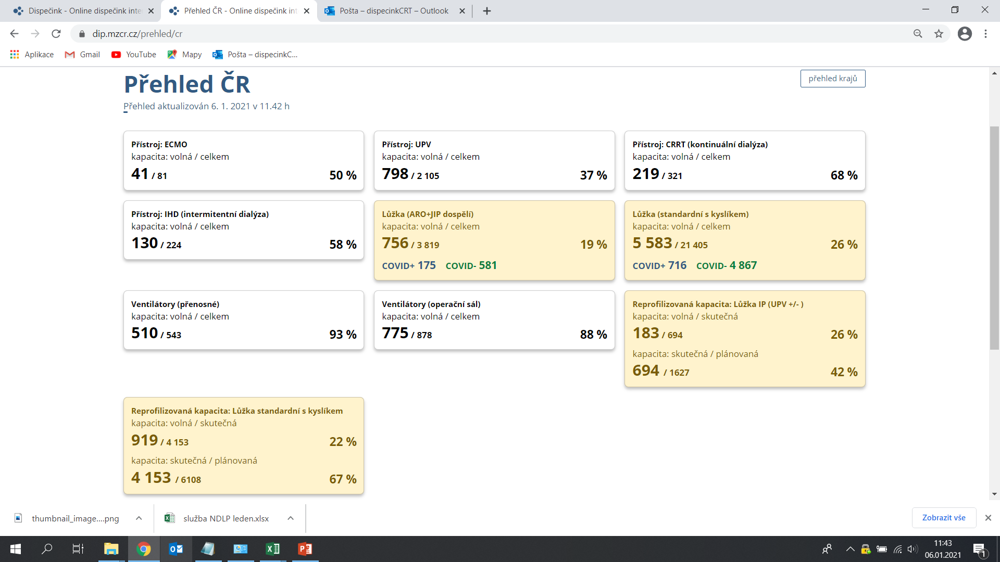 Dispečink - Online dispečink inte
Přehled ČR - Online dispečink int
Pošta – dispecinkCRT – Outlook
dip.mzcr.cz/prehled/cr
Aplikace
Gmail
YouTube
Mapy
Pošta – dispecinkC...
Přehled ČR
přehled krajů
Přehled aktualizován 6. 1. 2021 v 11.42 h
Přístroj: ECMO
kapacita: volná / celkem
41 / 81
50 %
Přístroj: UPV
kapacita: volná / celkem
798 / 2 105
37 %
Přístroj: CRRT (kontinuální dialýza)
kapacita: volná / celkem
219 / 321
68 %
Přístroj: IHD (intermitentní dialýza)
kapacita: volná / celkem
130 / 224
58 %
Lůžka (ARO+JIP dospělí)
kapacita: volná / celkem
756 / 3 819
19 %
COVID+ 175 COVID- 581
Lůžka (standardní s kyslíkem)
kapacita: volná / celkem
5 583 / 21 405
26 %
COVID+ 716 COVID- 4 867
Ventilátory (přenosné)
kapacita: volná / celkem
510 / 543
93 %
Ventilátory (operační sál)
kapacita: volná / celkem
775 / 878
88 %
Reprofilizovaná kapacita: Lůžka IP (UPV +/- )
kapacita: volná / skutečná
183 / 694
26 %
kapacita: skutečná / plánovaná
694 / 1627
42 %
Reprofilizovaná kapacita: Lůžka standardní s kyslíkem
kapacita: volná / skutečná
919 / 4 153
22 %
kapacita: skutečná / plánovaná
4 153 / 6108
67 %
thumbnail_image....png
služba NDLP leden.xlsx
Zobrazit vše
11:43
06.01.2021
1